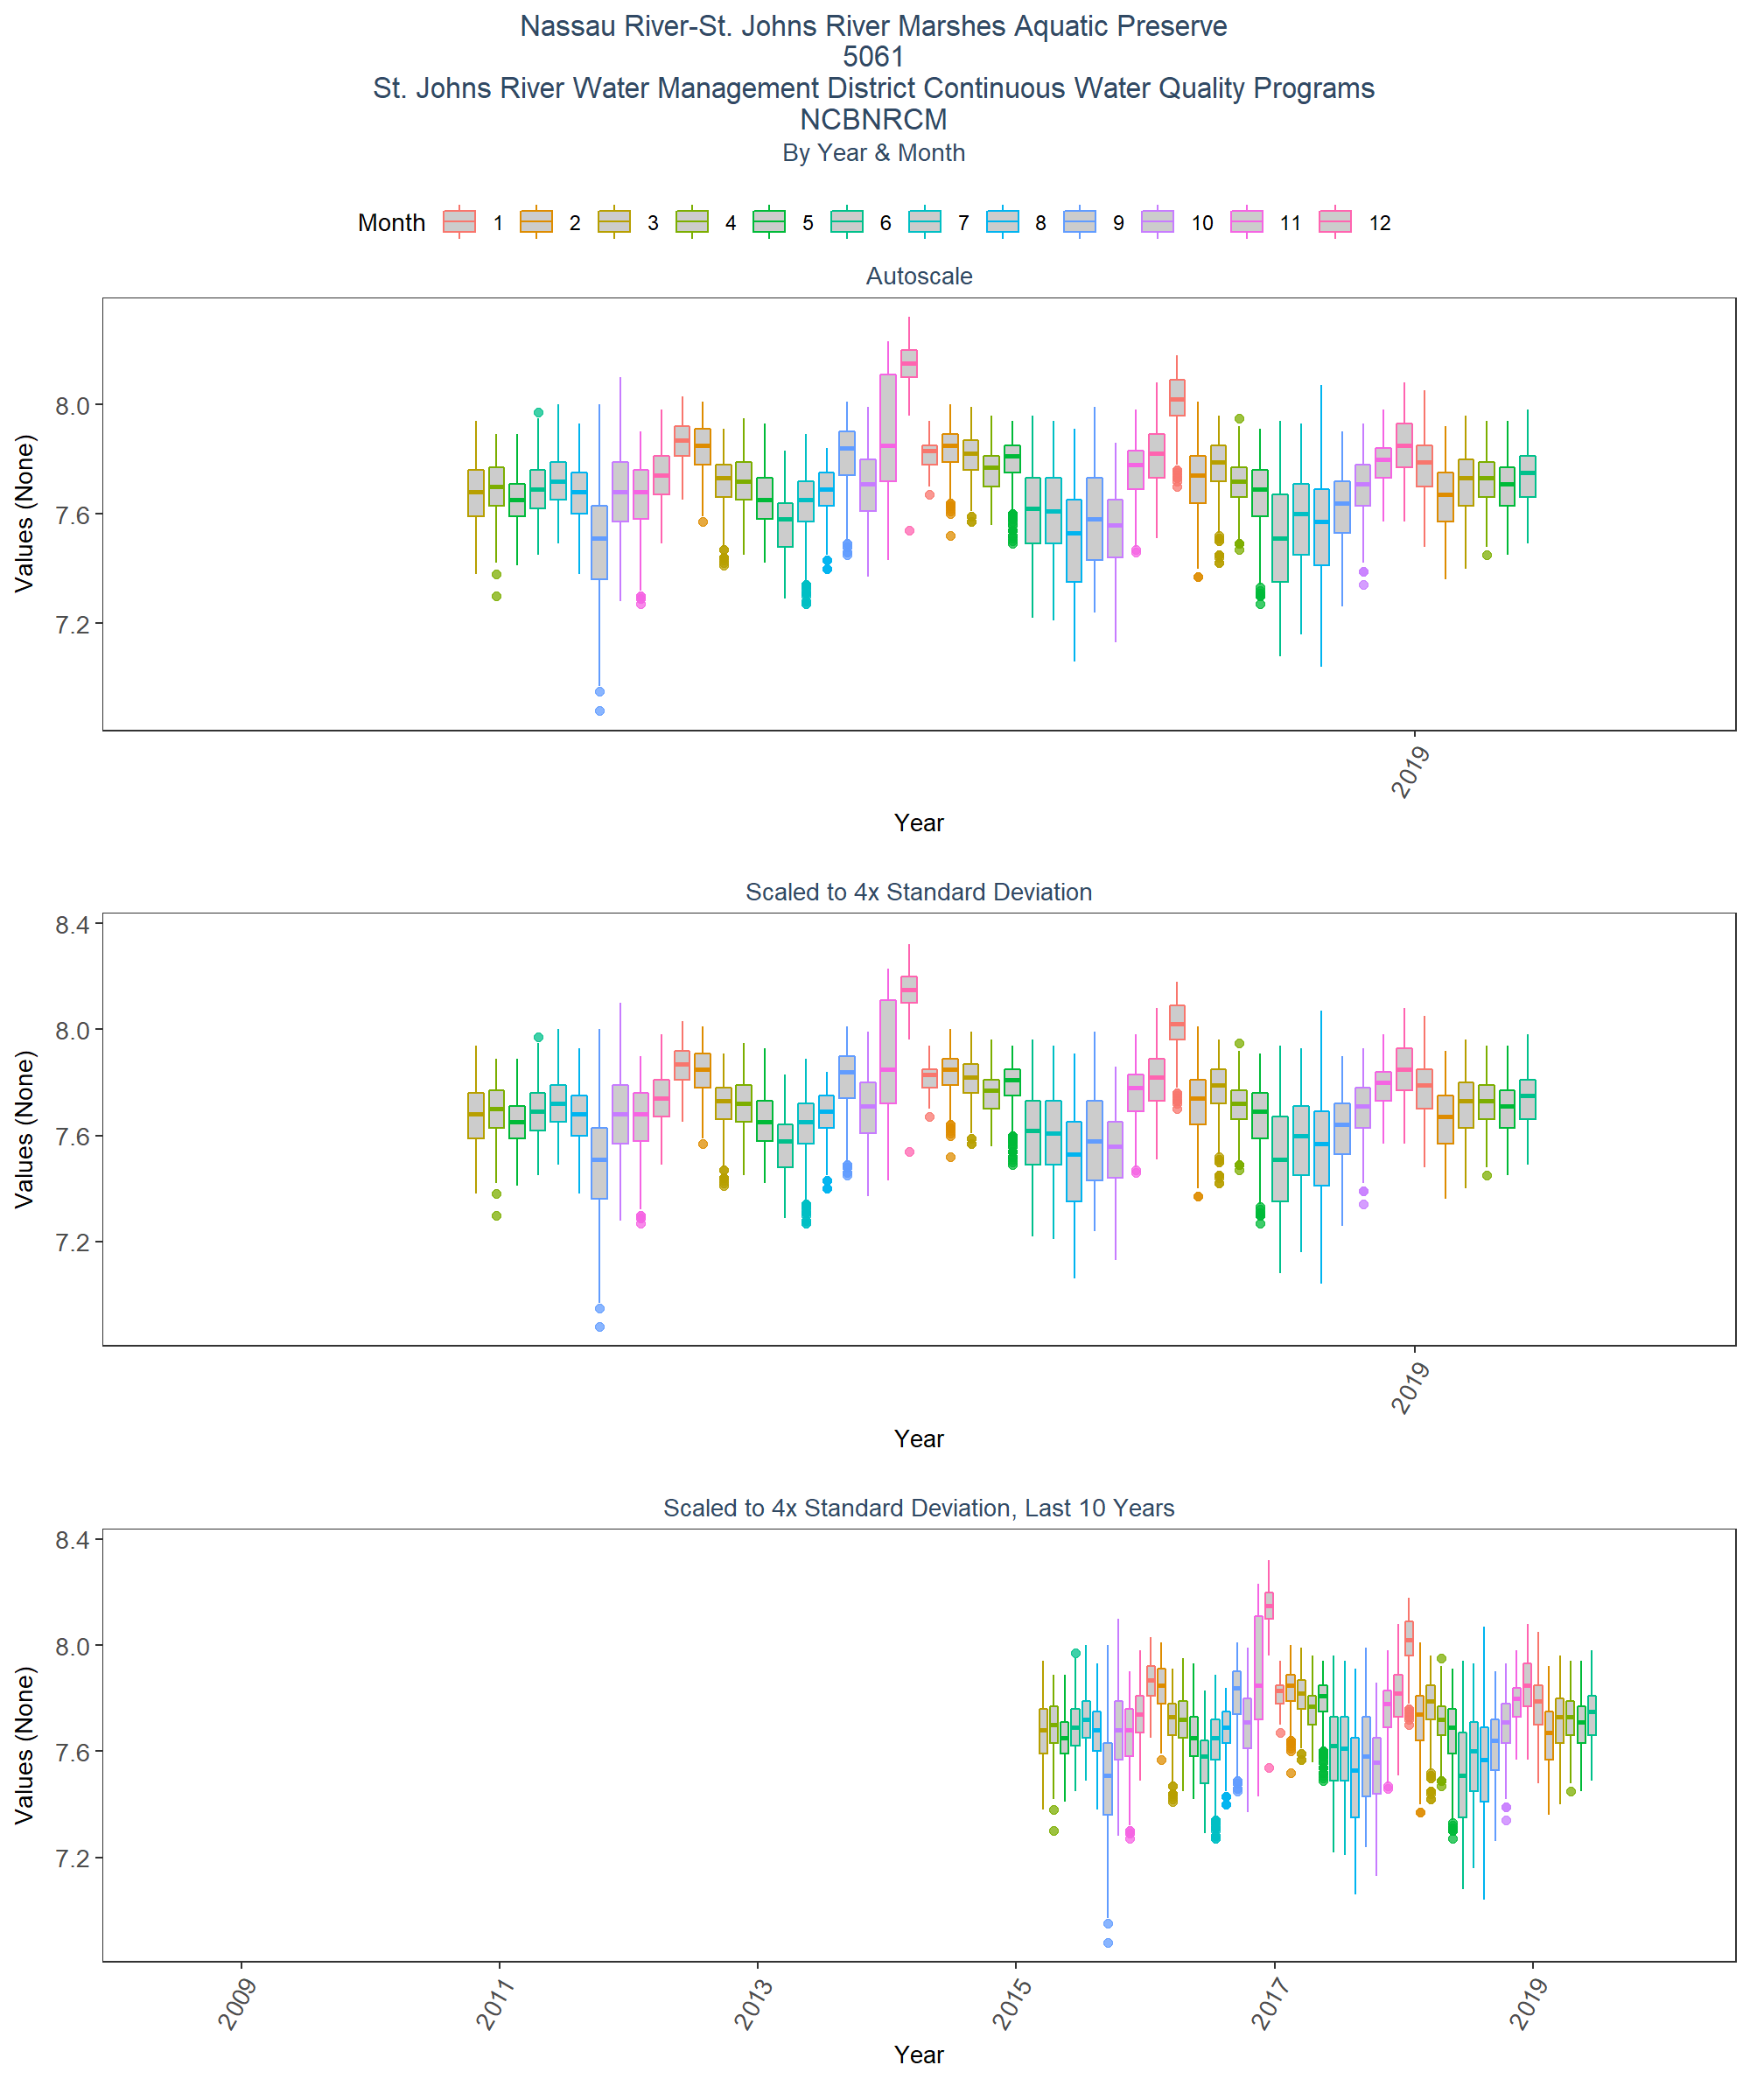 Nassau River-St. Johns River Marshes Aquatic Preserve
5061
St. Johns River Water Management District Continuous Water Quality Programs
NCBNRCM
By Year & Month
Month 1 2 3 4 5 6 7 8 9 10 11 12
Autoscale
Values (None)
8.0
7.6
7.2
2019
Year
Scaled to 4x Standard Deviation
Values (None)
8.4
8.0
7.6
7.2
2019
Year
Scaled to 4x Standard Deviation, Last 10 Years
Values (None)
8.4
8.0
7.6
7.2
2009 2011 2013 2015 2017 2019
Year